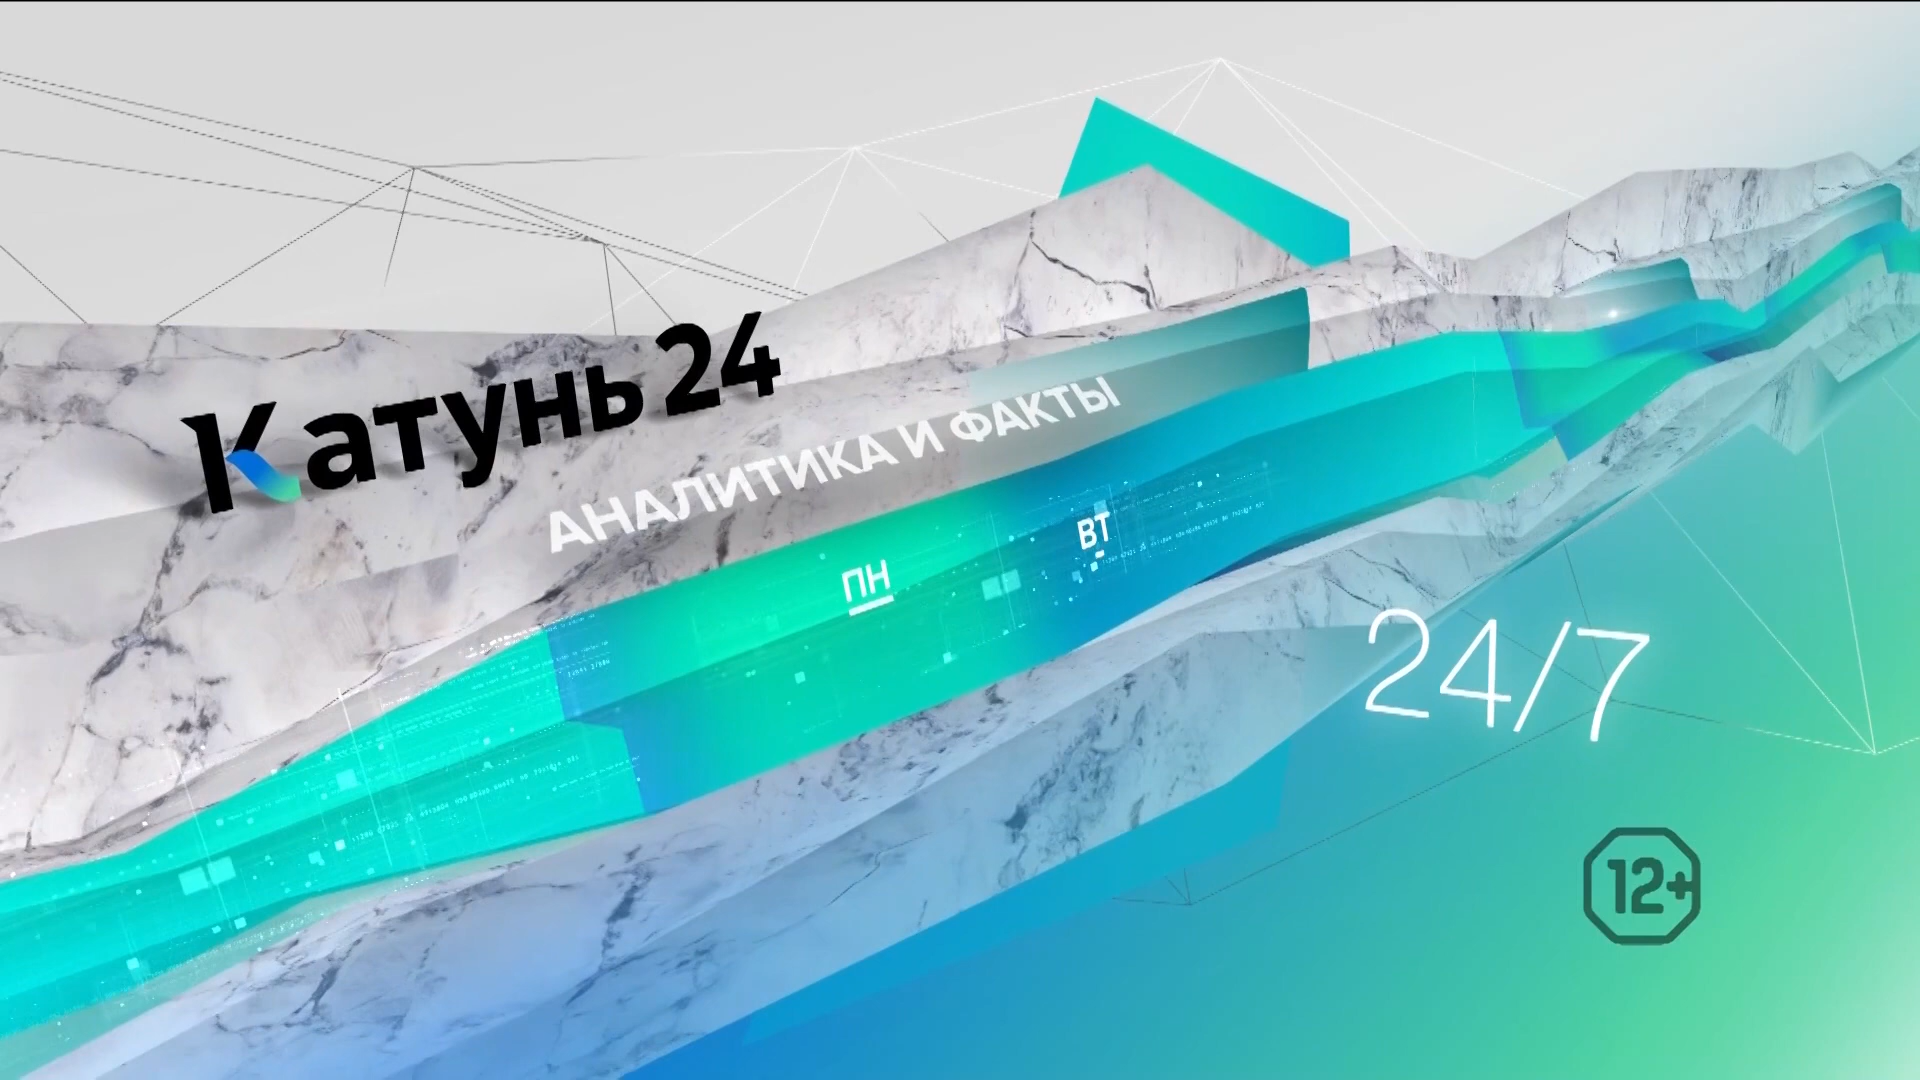 Катунь 24
АНАЛИТИКА И ФАКТЫ
ПН
ВТ
24/7
12+